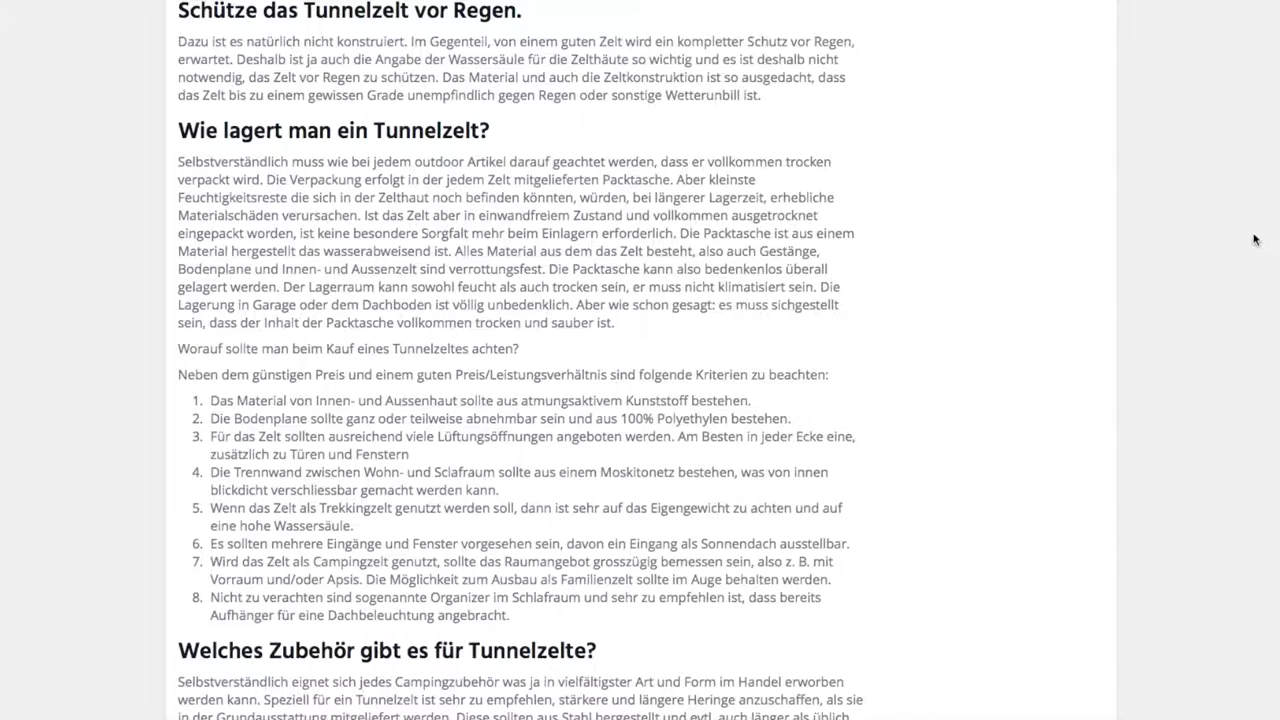 Schütze das Tunnelzelt vor Regen.
Dazu ist es natürlich nicht konstruiert. Im Gegenteil, von einem guten Zelt wird ein kompletter Schutz vor Regen,
erwartet. Deshalb ist ja auch die Angabe der Wassersäule für die Zelthäute so wichtig und es ist deshalb nicht
notwendig, das Zelt vor Regen zu schützen. Das Material und auch die Zeltkonstruktion ist so ausgedacht, dass
das Zelt bis zu einem gewissen Grade unempfindlich gegen Regen oder sonstige Wetterunbill ist.
Wie lagert man ein Tunnelzelt?
Selbstverständlich muss wie bei jedem outdoor Artikel darauf geachtet werden, dass er vollkommen trocken
verpackt wird. Die Verpackung erfolgt in der jedem Zelt mitgelieferten Packtasche. Aber kleinste
Feuchtigkeitsreste die sich in der Zelthaut noch befinden könnten, würden, bei längerer Lagerzeit, erhebliche
Materialschäden verursachen. Ist das Zelt aber in einwandfreiem Zustand und vollkommen ausgetrocknet
eingepackt worden, ist keine besondere Sorgfalt mehr beim Einlagern erforderlich. Die Packtasche ist aus einem
Material hergestellt das wasserabweisend ist. Alles Material aus dem das Zelt besteht, also auch Gestänge,
Bodenplane und Innen- und Aussenzelt sind verrottungsfest. Die Packtasche kann also bedenkenlos überall
gelagert werden. Der Lagerraum kann sowohl feucht als auch trocken sein, er muss nicht klimatisiert sein. Die
Lagerung in Garage oder dem Dachboden ist völlig unbedenklich. Aber wie schon gesagt: es muss sichgestellt
sein, dass der Inhalt der Packtasche vollkommen trocken und sauber ist.
Worauf sollte man beim Kauf eines Tunnelzeltes achten?
Neben dem günstigen Preis und einem guten Preis/Leistungsverhältnis sind folgende Kriterien zu beachten:
1. Das Material von Innen- und Aussenhaut sollte aus atmungsaktivem Kunststoff bestehen.
2. Die Bodenplane sollte ganz oder teilweise abnehmbar sein und aus 100% Polyethylen bestehen.
3. Für das Zelt sollten ausreichend viele Lüftungsöffnungen angeboten werden. Am Besten in jeder Ecke eine,
zusätzlich zu Türen und Fenstern
4. Die Trennwand zwischen Wohn- und Sclafraum sollte aus einem Moskitonetz bestehen, was von innen
blickdicht verschliessbar gemacht werden kann.
5. Wenn das Zelt als Trekkingzelt genutzt werden soll, dann ist sehr auf das Eigengewicht zu achten und auf
eine hohe Wassersäule.
6. Es sollten mehrere Eingänge und Fenster vorgesehen sein, davon ein Eingang als Sonnendach ausstellbar.
7. Wird das Zelt als Campingzelt genutzt, sollte das Raumangebot grosszügig bemessen sein, also z. B. mit
Vorraum und/oder Apsis. Die Möglichkeit zum Ausbau als Familienzelt sollte im Auge behalten werden.
8. Nicht zu verachten sind sogenannte Organizer im Schlafraum und sehr zu empfehlen ist, dass bereits
Aufhänger für eine Dachbeleuchtung angebracht.
Welches Zubehör gibt es für Tunnelzelte?
Selbstverständlich eignet sich jedes Campingzubehör was ja in vielfältigster Art und Form im Handel erworben
werden kann. Speziell für ein Tunnelzelt ist sehr zu empfehlen, stärkere und längere Heringe anzuschaffen, als sie
in der Grundausstattung mitgeliefert werden. Diese sollten aus Stahl hergestellt und evtl. auch länger als üblich